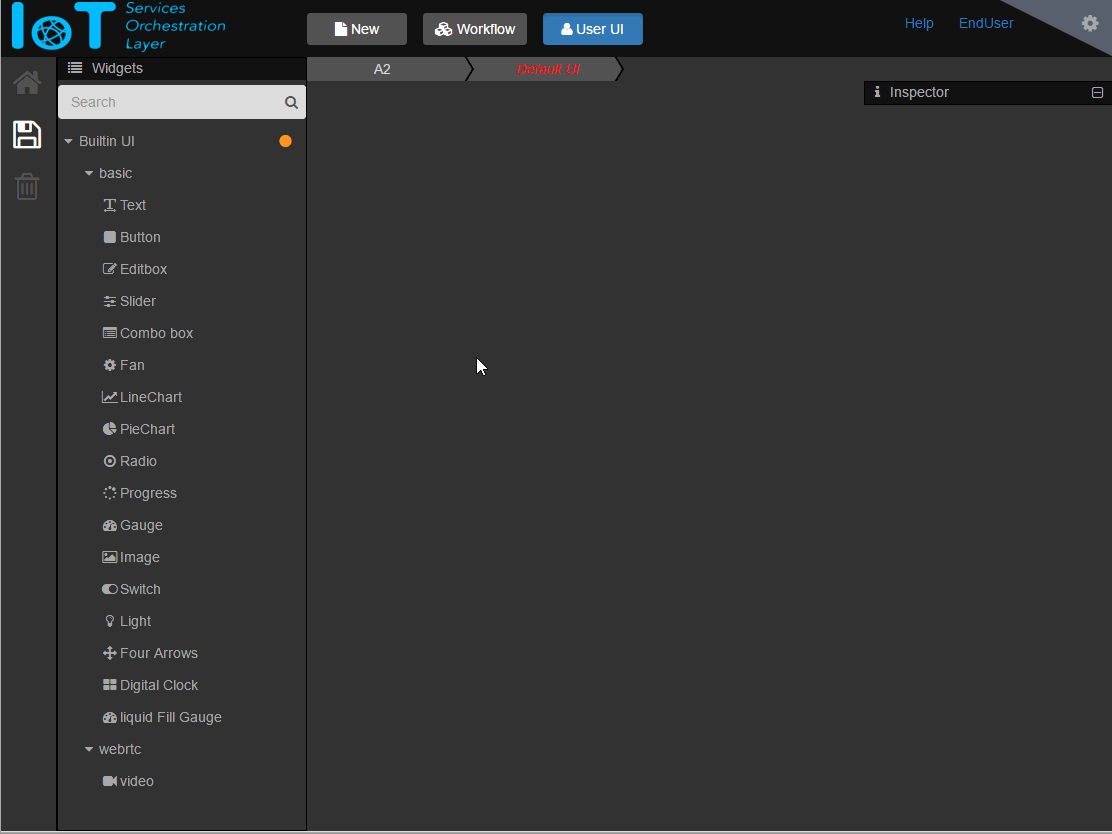 IoT
Services
Orchestration
Layer
New
Workflow
User UI
Help
EndUser
Widgets
A2
Default UI
Inspector
Search
Builtin UI
basic
Text
Button
Editbox
Slider
Combo box
Fan
LineChart
PieChart
Radio
Progress
Gauge
Image
Switch
Light
Four Arrows
Digital Clock
liquid Fill Gauge
webrtc
video